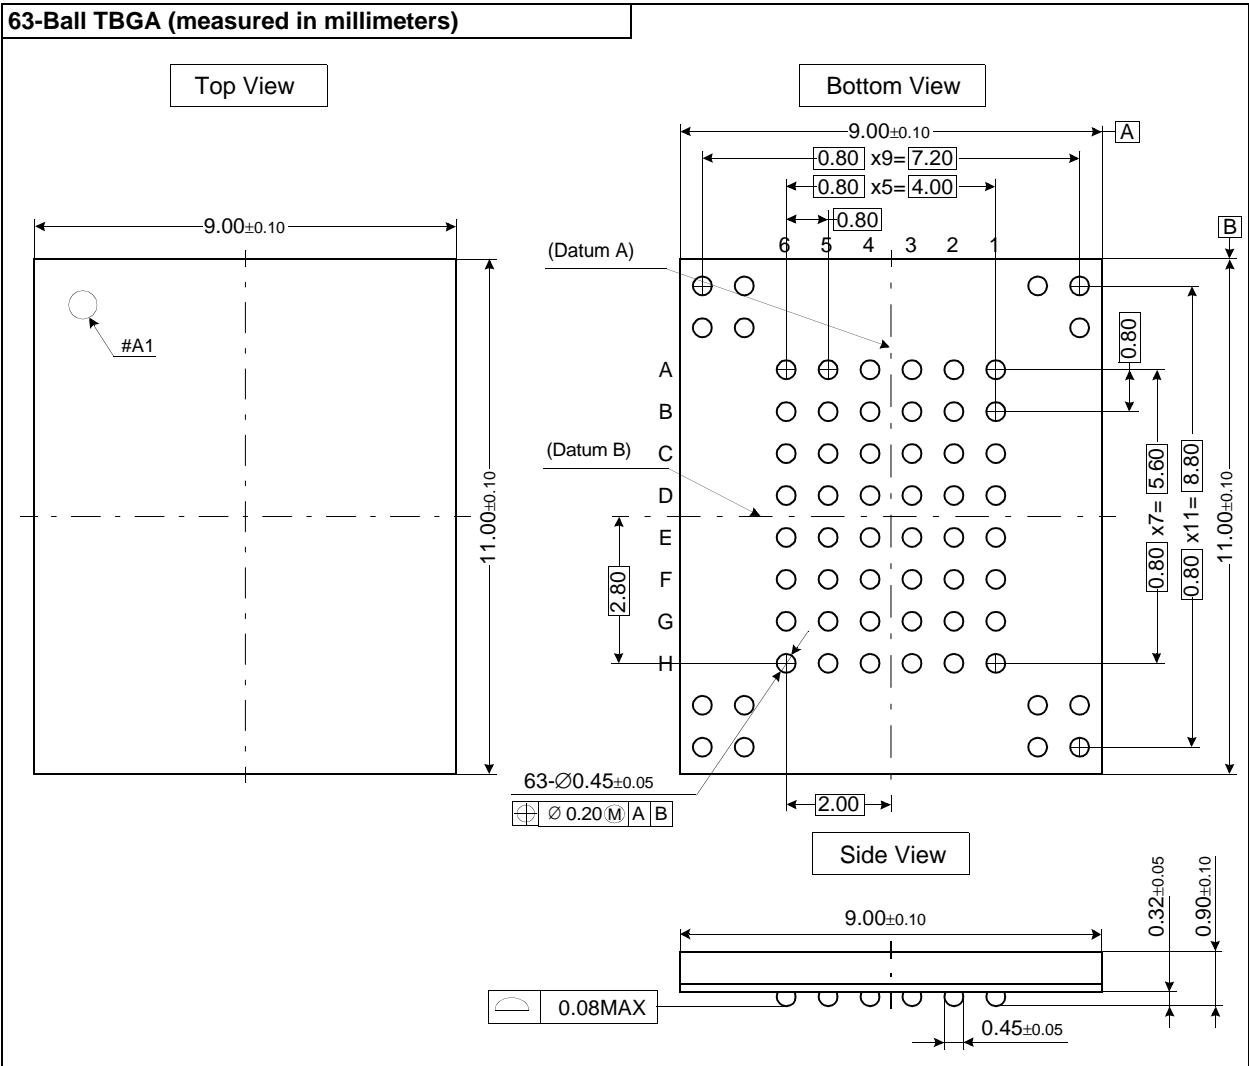 63-Ball TBGA (measured in millimeters)
Top View
Bottom View
9.00±0.10
A
0.80 x9= 7.20
0.80 x5= 4.00
0.80
B
9.00±0.10
6 5 4 3 2 1
(Datum A)
#A1
0.80
A
B
C
(Datum B)
D
E
F
G
H
11.00±0.10
2.80
0.80 x7= 5.60
0.80 x11= 8.80
11.00±0.10
63-∅0.45±0.05
⌖ ∅ 0.20 Ⓜ A B
2.00
Side View
0.32±0.05
0.90±0.10
9.00±0.10
0.08MAX
0.45±0.05